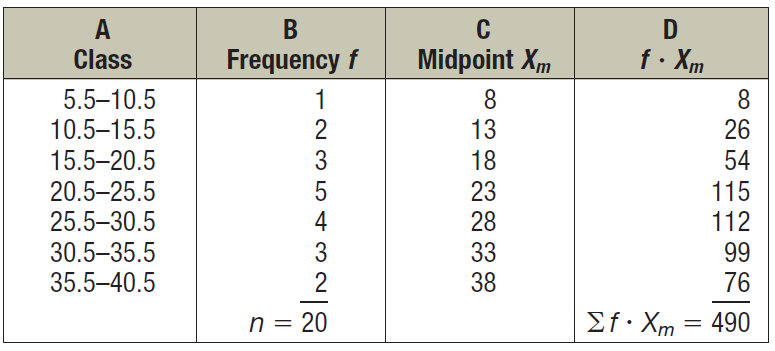 A B C D
Class Frequency f Midpoint Xm f · Xm
5.5–10.5 1 8 8
10.5–15.5 2 13 26
15.5–20.5 3 18 54
20.5–25.5 5 23 115
25.5–30.5 4 28 112
30.5–35.5 3 33 99
35.5–40.5 2 38 76
n = 20 Σf · Xm = 490